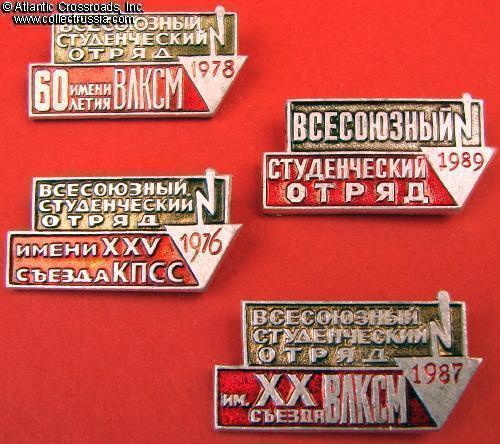 © Atlantic Crossroads, Inc.
www.collectrussia.com
ВСЕСОЮЗНЫЙ
СТУДЕНЧЕСКИЙ
ОТРЯД
60 ИМЕНИ ЛЕТИЯ ВЛКСМ
1978
ВСЕСОЮЗНЫЙ
СТУДЕНЧЕСКИЙ
ОТРЯД
1989
ВСЕСОЮЗНЫЙ
СТУДЕНЧЕСКИЙ
ОТРЯД
ИМЕНИ XXV
СЪЕЗДА КПСС
1976
ВСЕСОЮЗНЫЙ
СТУДЕНЧЕСКИЙ
ОТРЯД
ИМ. XX СЪЕЗДА ВЛКСМ
1987